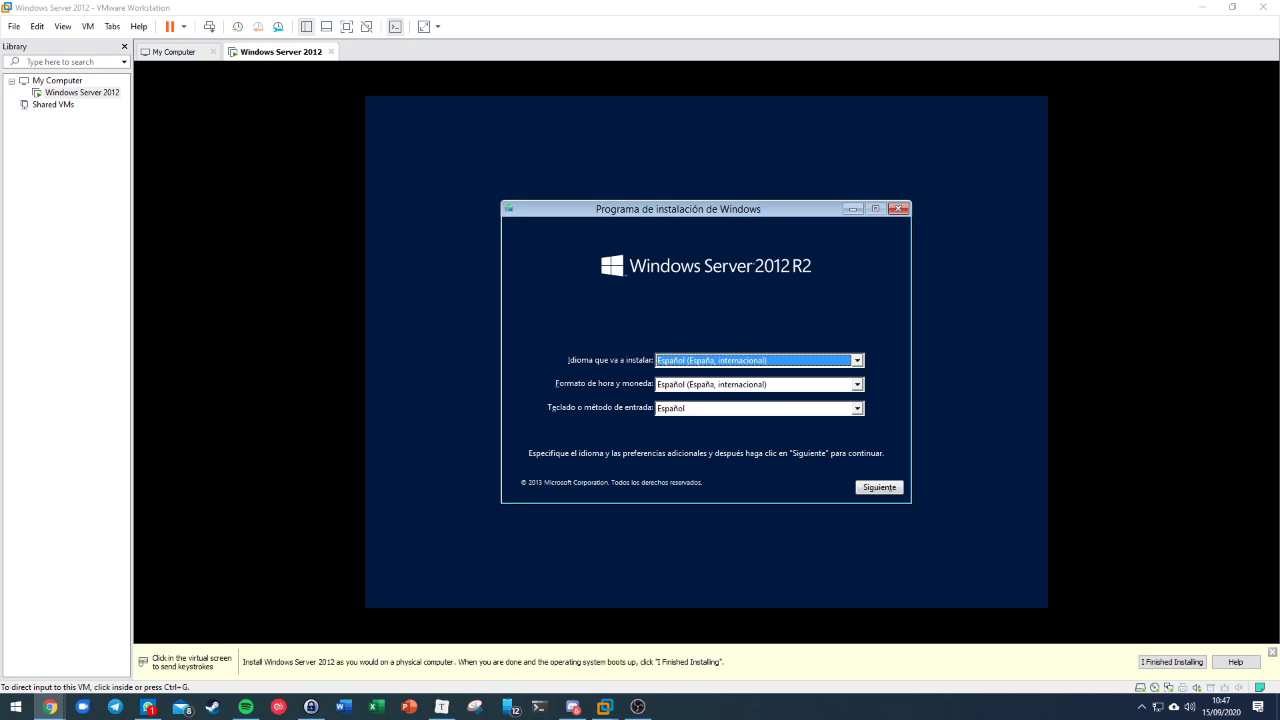 Windows Server 2012 - VMware Workstation
File Edit View VM Tabs Help
Library
My Computer
Windows Server 2012
Type here to search
My Computer
Windows Server 2012
Shared VMs
Programa de instalación de Windows
Windows Server 2012 R2
Idioma que va a instalar: Español (España, internacional)
Formato de hora y moneda: Español (España, internacional)
Teclado o método de entrada: Español
Especifique el idioma y las preferencias adicionales y después haga clic en "Siguiente" para continuar.
© 2013 Microsoft Corporation. Todos los derechos reservados.
Siguiente
Click in the virtual screen
to send keystrokes
Install Windows Server 2012 as you would on a physical computer. When you are done and the operating system boots up, click "I Finished Installing".
I Finished Installing
Help
To direct input to this VM, click inside or press Ctrl+G.
1
8
12
10:47
15/09/2020